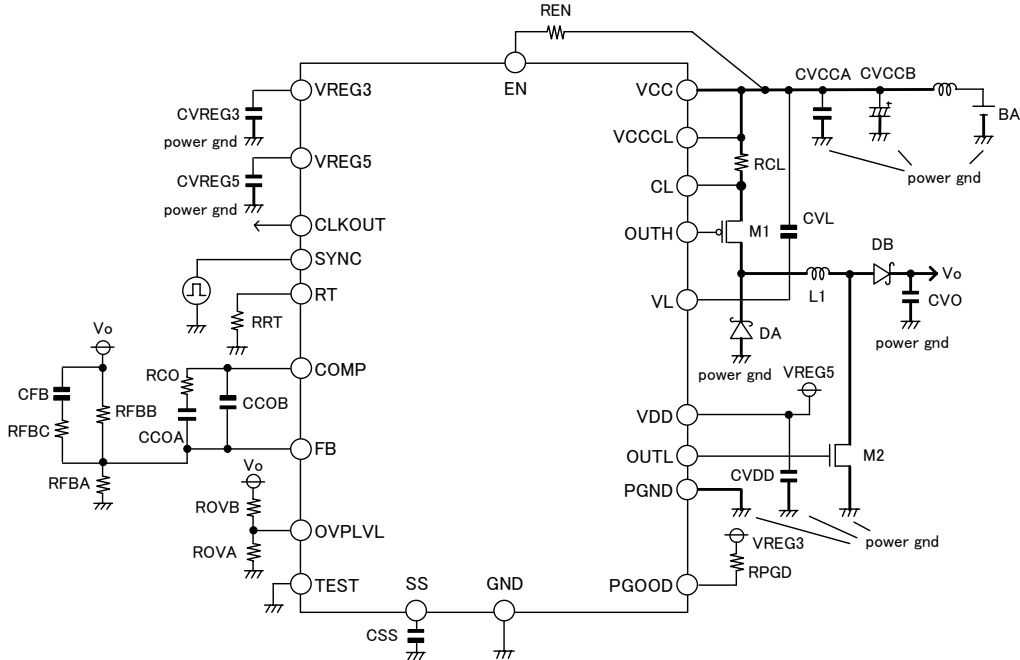 REN
EN
VREG3
CVREG3
power gnd
VREG5
CVREG5
power gnd
CLKOUT
SYNC
RT
RRT
Vo
COMP
RCO
CFB
RFBB
CCOB
RFBC
CCOA
FB
RFBA
Vo
ROVB
OVPLVL
ROVA
TEST
SS
GND
CSS
VCC
CVCCA
CVCCB
+
BA
VCCCL
RCL
power gnd
CL
OUTH
M1
CVL
DB
Vo
L1
VL
CVO
DA
power gnd
power gnd
VREG5
VDD
OUTL
M2
CVDD
PGND
power gnd
VREG3
PGOOD
RPGD